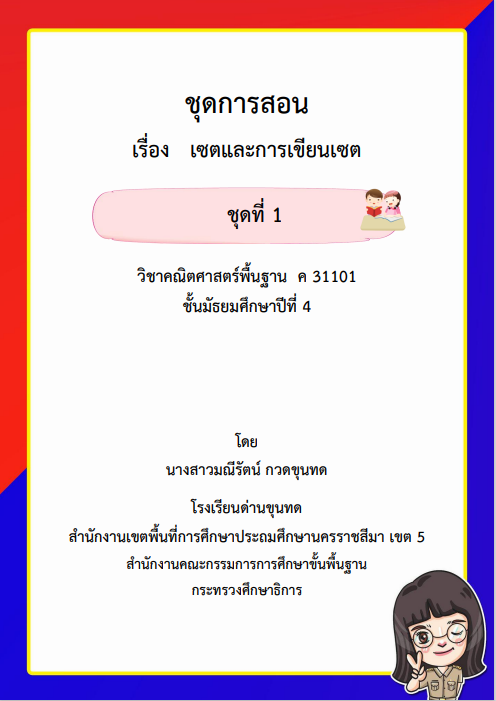 ชุดการสอน
เรื่อง เซตและการเขียนเซต
ชุดที่ 1
วิชาคณิตศาสตร์พื้นฐาน ค 31101
ชั้นมัธยมศึกษาปีที่ 4
โดย
นางสาวมณีรัตน์ กวดขุนทด
โรงเรียนด่านขุนทด
สำนักงานเขตพื้นที่การศึกษาประถมศึกษานครราชสีมา เขต 5
สำนักงานคณะกรรมการการศึกษาขั้นพื้นฐาน
กระทรวงศึกษาธิการ